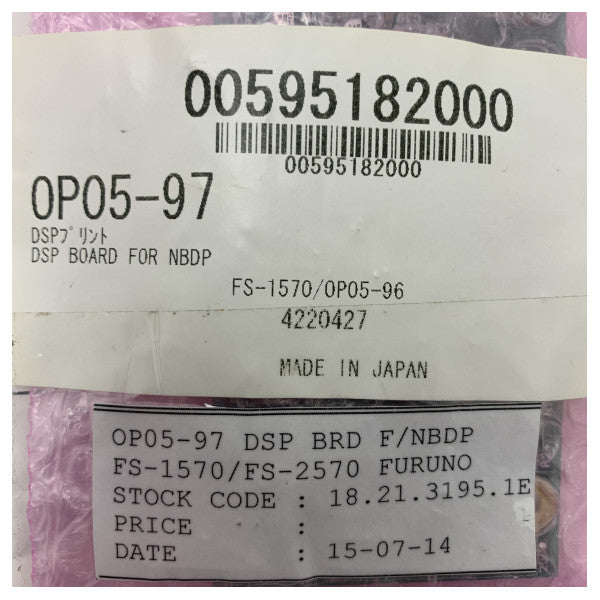 00595182000
00595182000
OP05-97
DSPプリント
DSP BOARD FOR NBDP
FS-1570/OP05-96
4220427
MADE IN JAPAN
OP05-97 DSP BRD F/NBDP
FS-1570/FS-2570 FURUNO
STOCK CODE : 18.21.3195.1E
PRICE :
DATE : 15-07-14